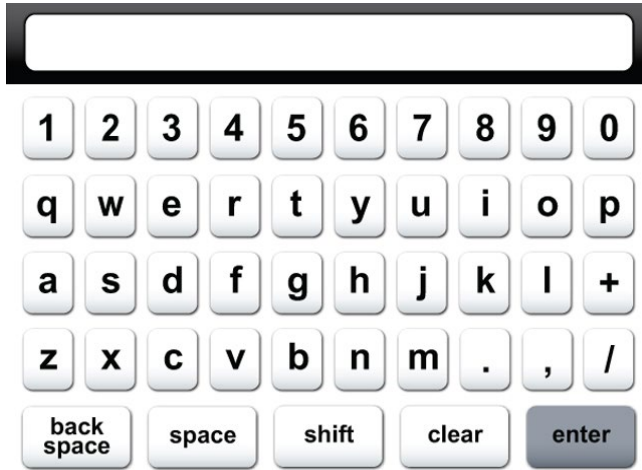 1 2 3 4 5 6 7 8 9 0
q w e r t y u i o p
a s d f g h j k l +
z x c v b n m . , /
back space space shift clear enter